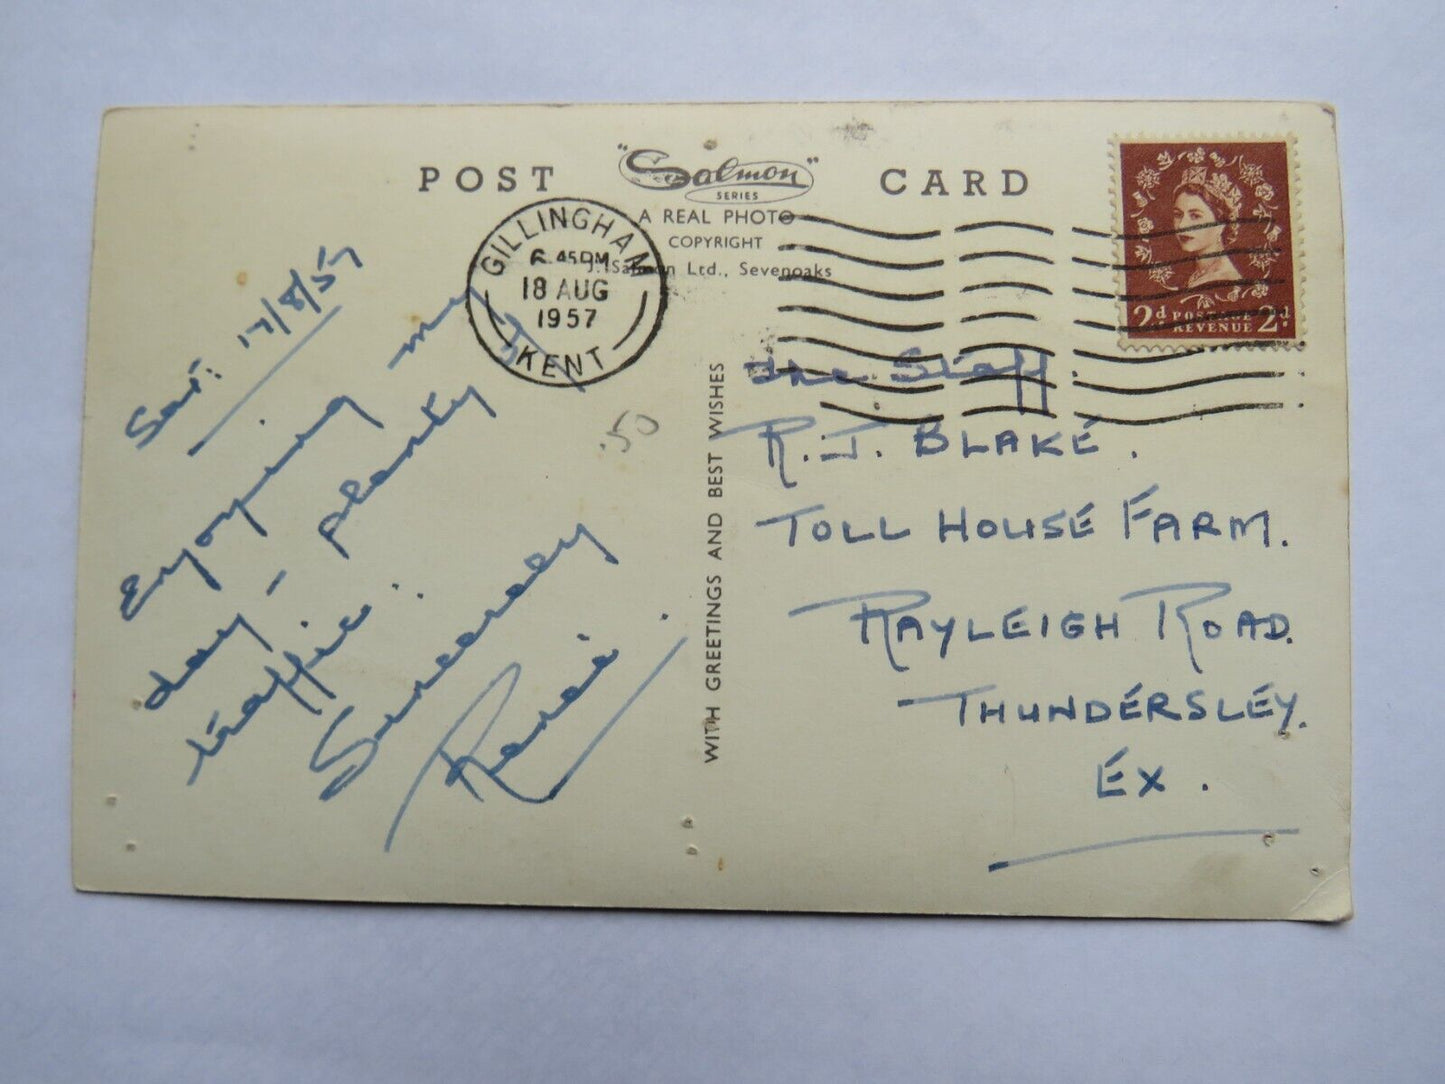 POST CARD
"Salmon"
SERIES
A REAL PHOTO
COPYRIGHT
J. Salmon Ltd., Sevenoaks
GILLINGHAM
6.45PM
18 AUG
1957
KENT
2d POSTAGE 2d
REVENUE
WITH GREETINGS AND BEST WISHES
.50
Sat. 17/8/57
Enjoying my
day - plenty of
traffic.
Sincerely
The Staff.
R. J. BLAKE.
TOLL HOUSE FARM.
RAYLEIGH ROAD.
THUNDERSLEY.
EX.